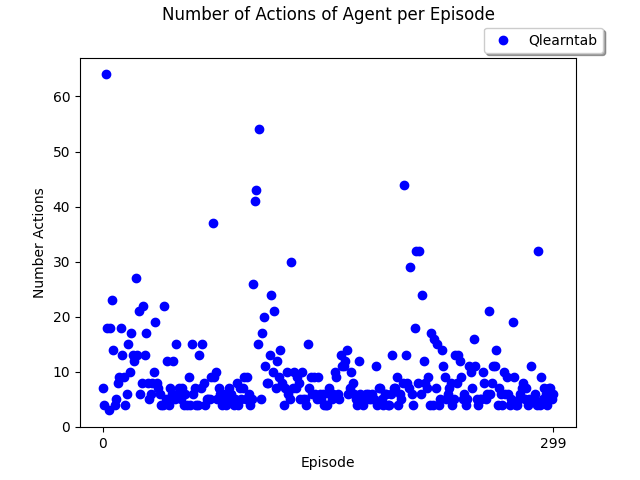 Number of Actions of Agent per Episode
Qlearntab
60
50
40
30
20
10
0
Number Actions
0 299
Episode